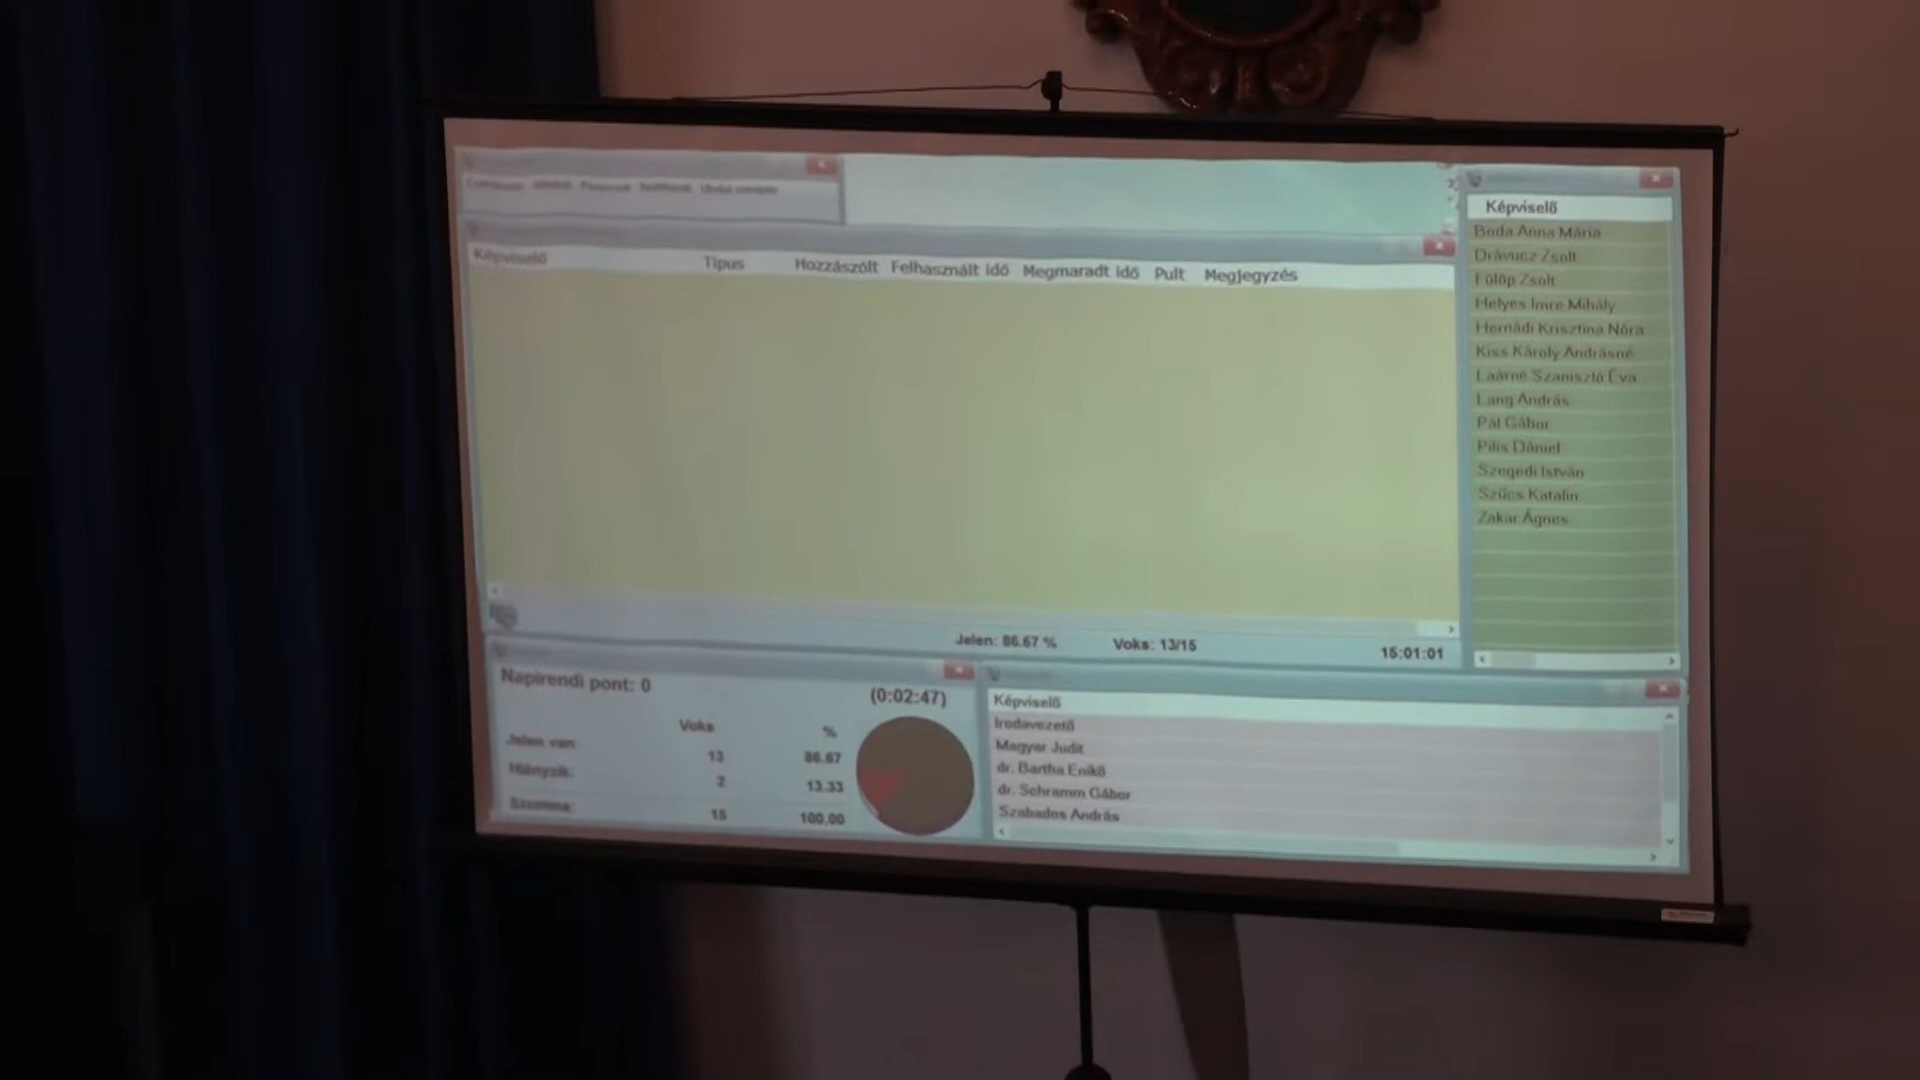 Képviselő Típus Hozzászólt Felhasznált idő Megmaradt idő Pult Megjegyzés
Jelen: 86.67 % Voks: 13/15 15:01:01
Képviselő
Boda Anna Mária
Drávucz Zsolt
Fülöp Zsolt
Helyes Imre Mihály
Hernádi Krisztina Nóra
Kiss Károly Andrásné
Laárné Szaniszló Éva
Lang András
Pál Gábor
Pilis Dániel
Szegedi István
Szűcs Katalin
Zakar Ágnes
Napirendi pont: 0 (0:02:47)
Voks %
Jelen van: 13 86.67
Hiányzik: 2 13.33
Szumma: 15 100.00
Képviselő
Irodavezető
Magyar Judit
dr. Bartha Enikő
dr. Schramm Gábor
Szabados András